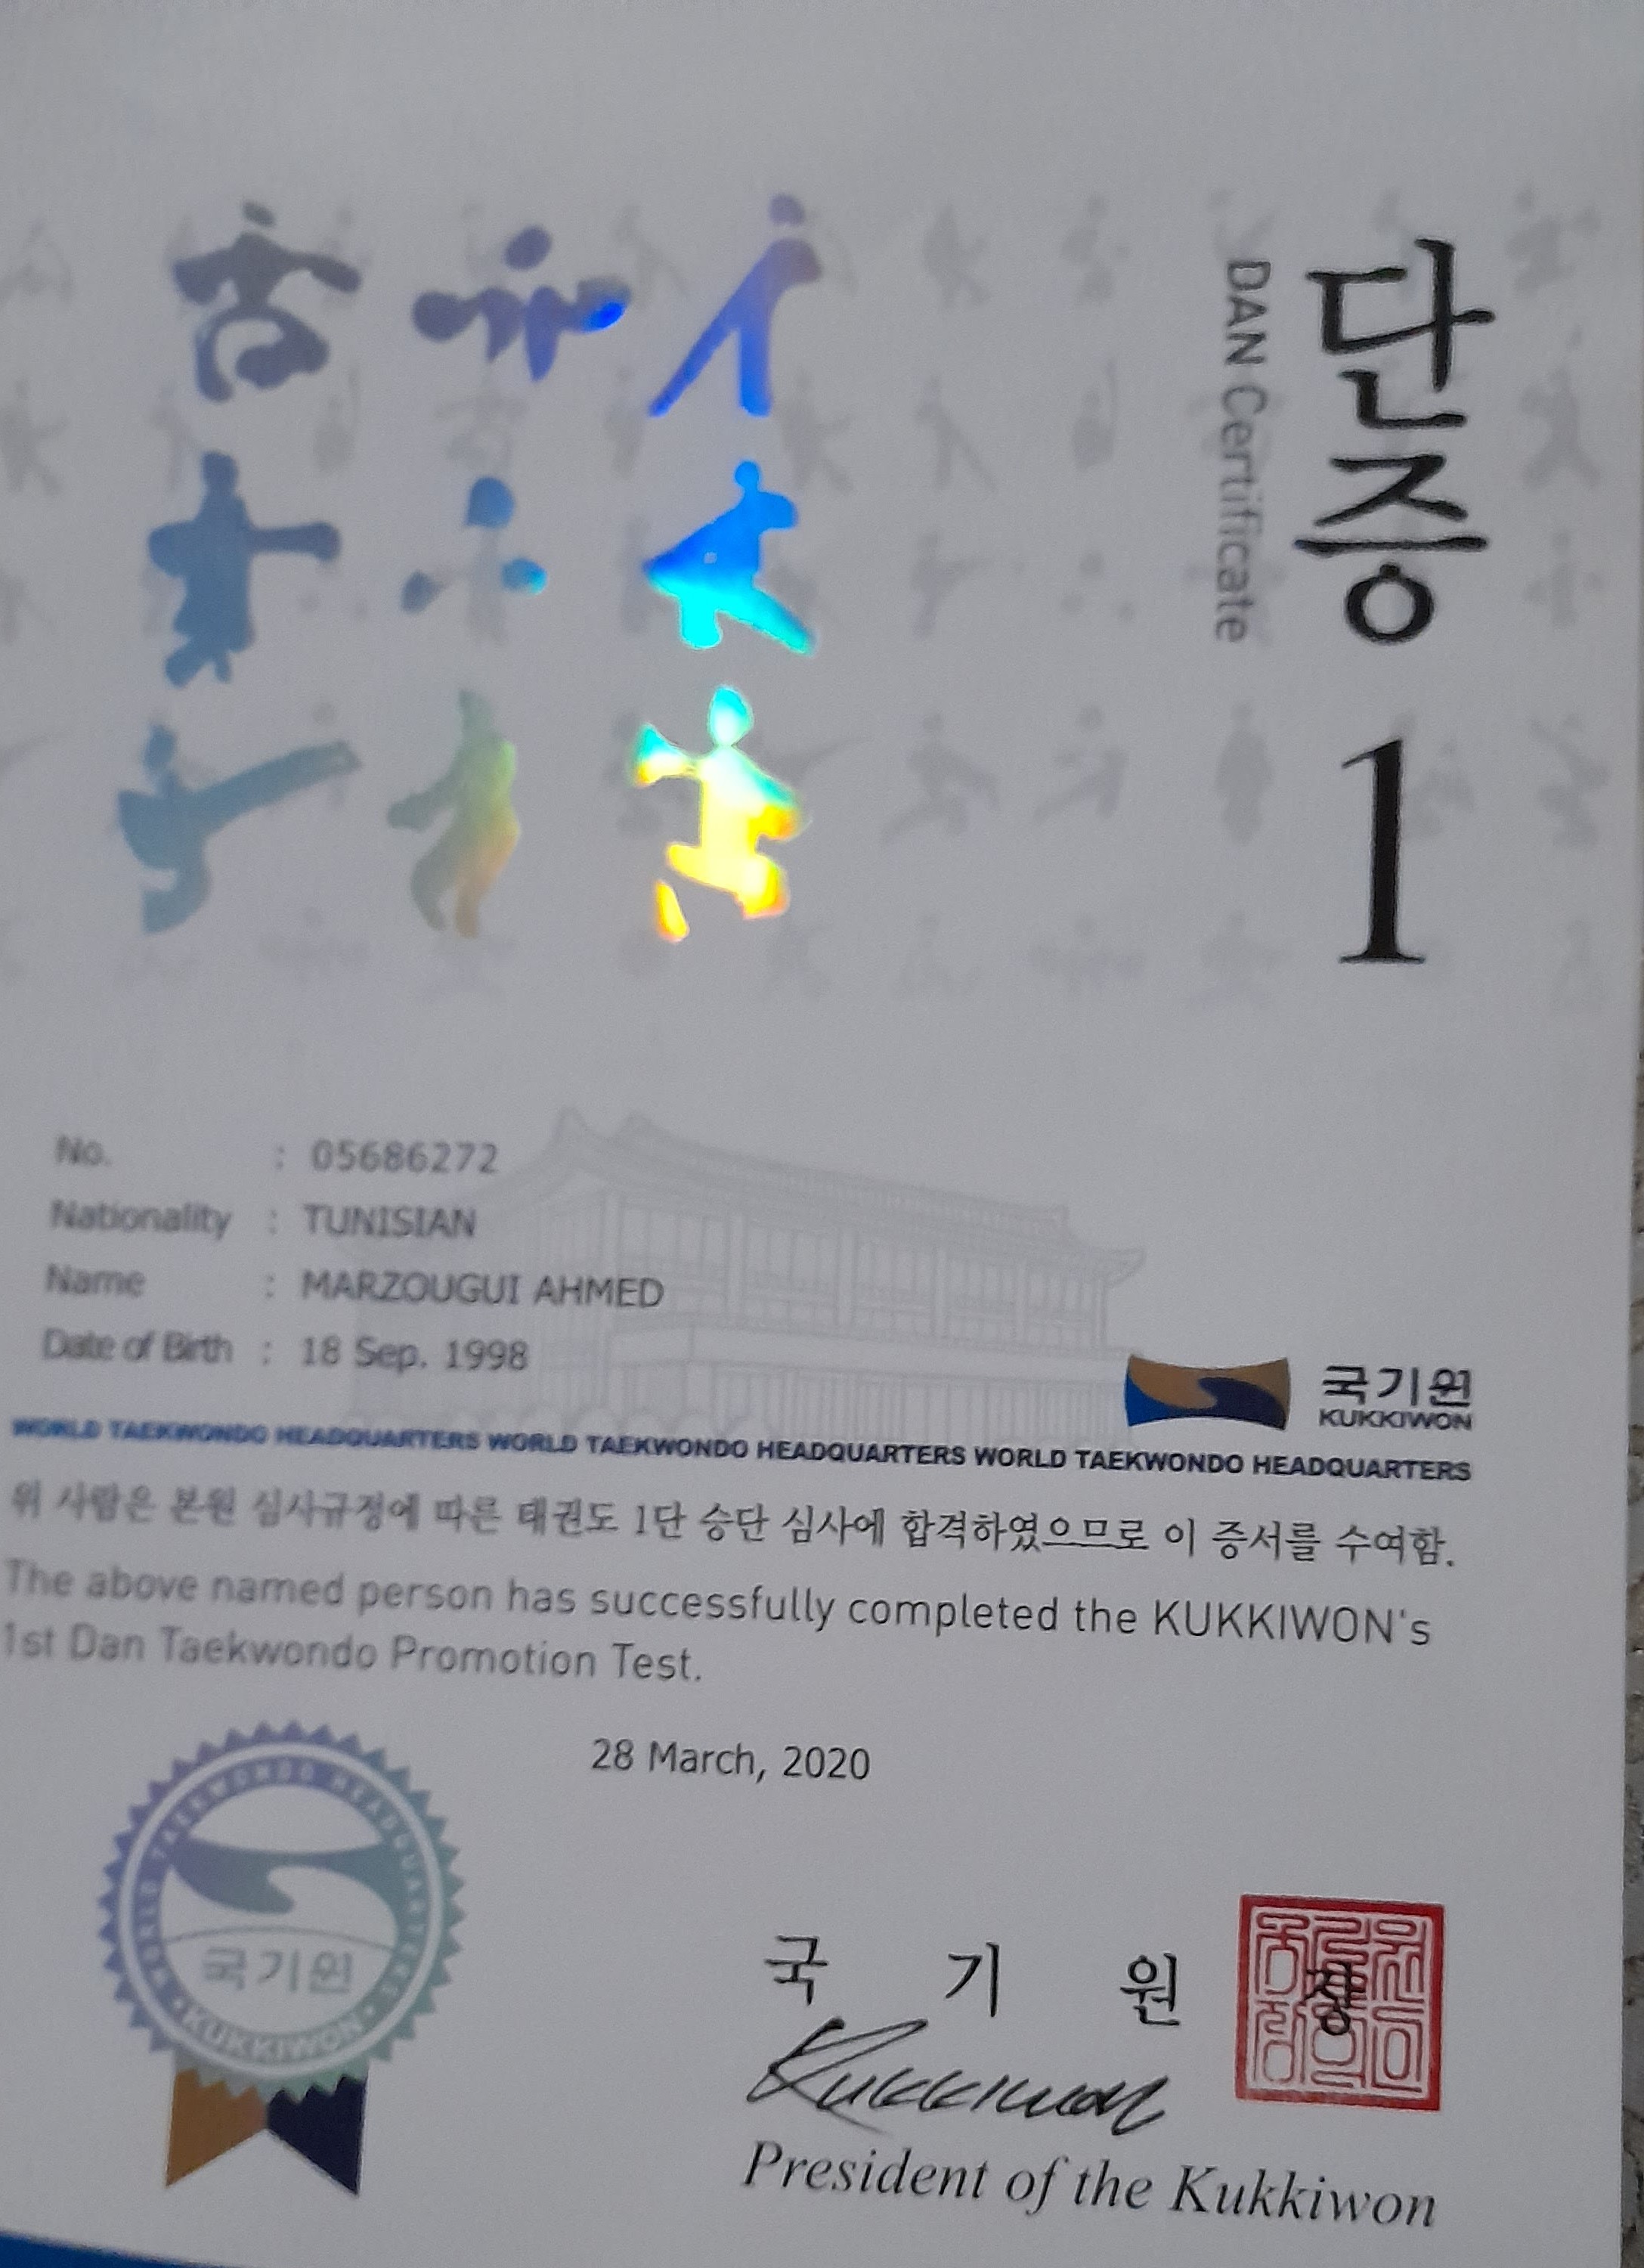 단증 1
DAN Certificate
No. : 05686272
Nationality : TUNISIAN
Name : MARZOUGUI AHMED
Date of Birth : 18 Sep. 1998
국기원
KUKKIWON
WORLD TAEKWONDO HEADQUARTERS WORLD TAEKWONDO HEADQUARTERS WORLD TAEKWONDO HEADQUARTERS
위 사람은 본원 심사규정에 따른 태권도 1단 승단 심사에 합격하였으므로 이 증서를 수여함.
The above named person has successfully completed the KUKKIWON's
1st Dan Taekwondo Promotion Test.
28 March, 2020
WORLD TAEKWONDO HEADQUARTERS
국기원
KUKKIWON
국 기 원 장
Kukkiwon
President of the Kukkiwon